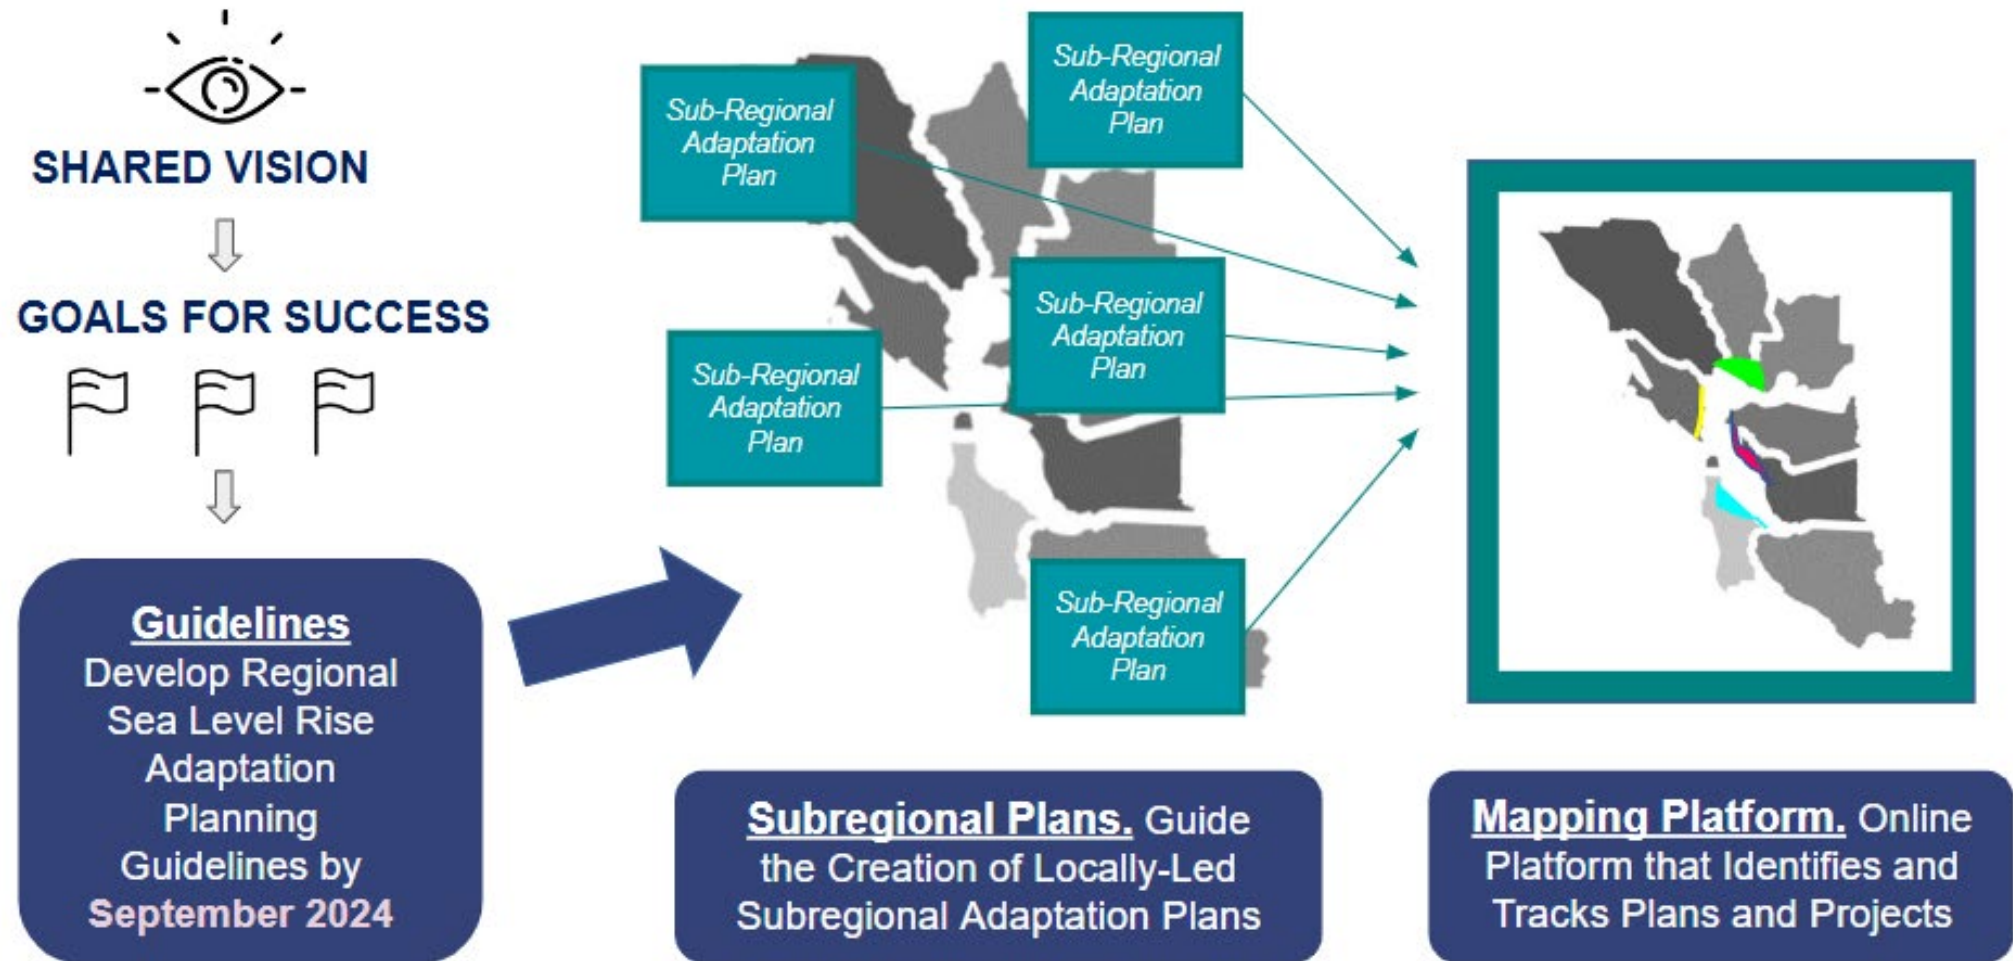 SHARED VISION
GOALS FOR SUCCESS
Guidelines
Develop Regional
Sea Level Rise
Adaptation
Planning
Guidelines by
September 2024
Sub-Regional
Adaptation
Plan
Sub-Regional
Adaptation
Plan
Sub-Regional
Adaptation
Plan
Sub-Regional
Adaptation
Plan
Sub-Regional
Adaptation
Plan
Subregional Plans. Guide
the Creation of Locally-Led
Subregional Adaptation Plans
Mapping Platform. Online
Platform that Identifies and
Tracks Plans and Projects